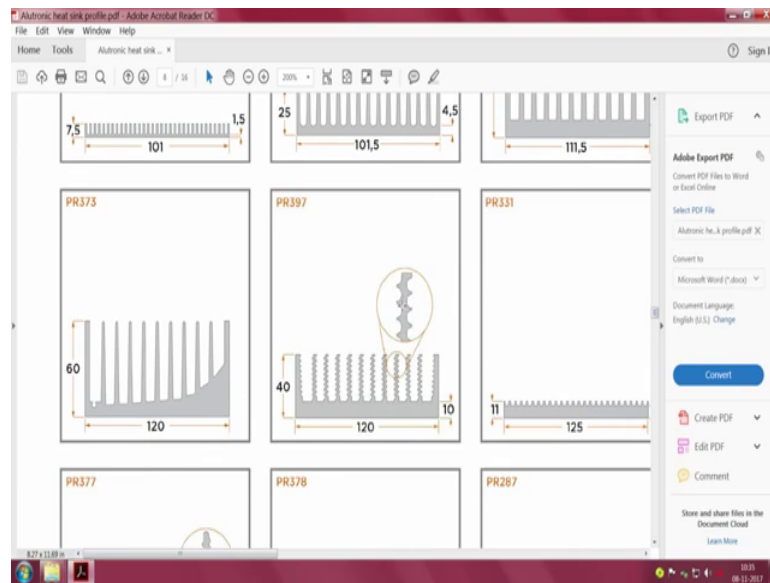 Alutronic heat sink profile.pdf - Adobe Acrobat Reader DC
File Edit View Window Help
Home Tools Alutronic heat sink ... ×
Sign I
8 / 16
200%
7,5
1,5
101
25
4,5
101,5
111,5
PR373
60
120
PR397
40
10
120
PR331
11
125
PR377
PR378
PR287
8.27 x 11.69 in
Export PDF
Adobe Export PDF
Convert PDF Files to Word
or Excel Online
Select PDF File
Alutronic he...k profile.pdf X
Convert to
Microsoft Word (*.docx)
Document Language:
English (U.S.) Change
Convert
Create PDF
Edit PDF
Comment
Store and share files in the
Document Cloud
Learn More
10:35
08-11-2017